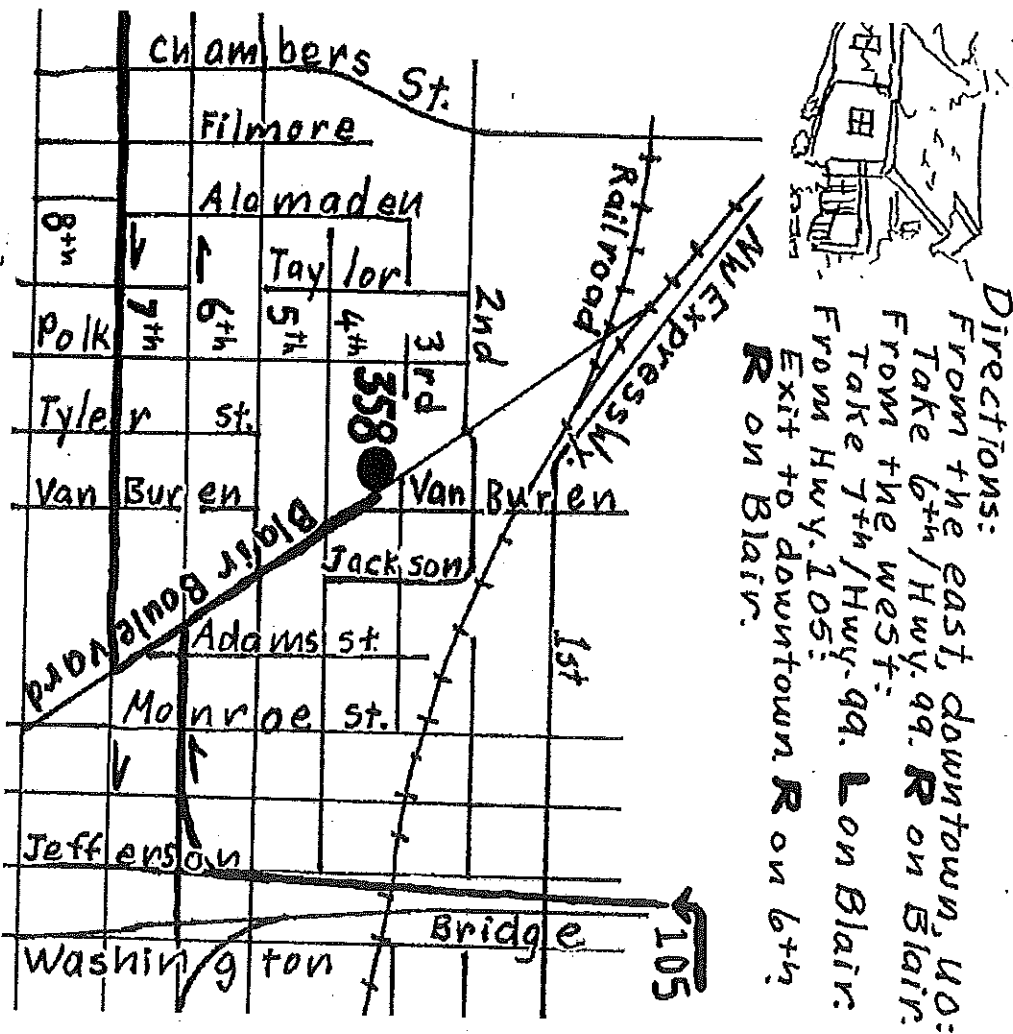 Directions:
From the east, downtown, UO:
Take 6th/Hwy. 99. R on Blair.
From the west:
Take 7th/Hwy. 99. L on Blair.
From Hwy. 105:
Exit to downtown. R on 6th
R on Blair.
Chambers St.
Filmore
Alamaden
Taylor
Polk
Tyler st.
Van Buren
Van Buren
Jackson
Adams st.
Monroe st.
Jefferson
Washington
Bridge
8th
7th
6th
5th
4th
3rd
2nd
1st
358
Blair Boulevard
Railroad
NW Expresswy.
105